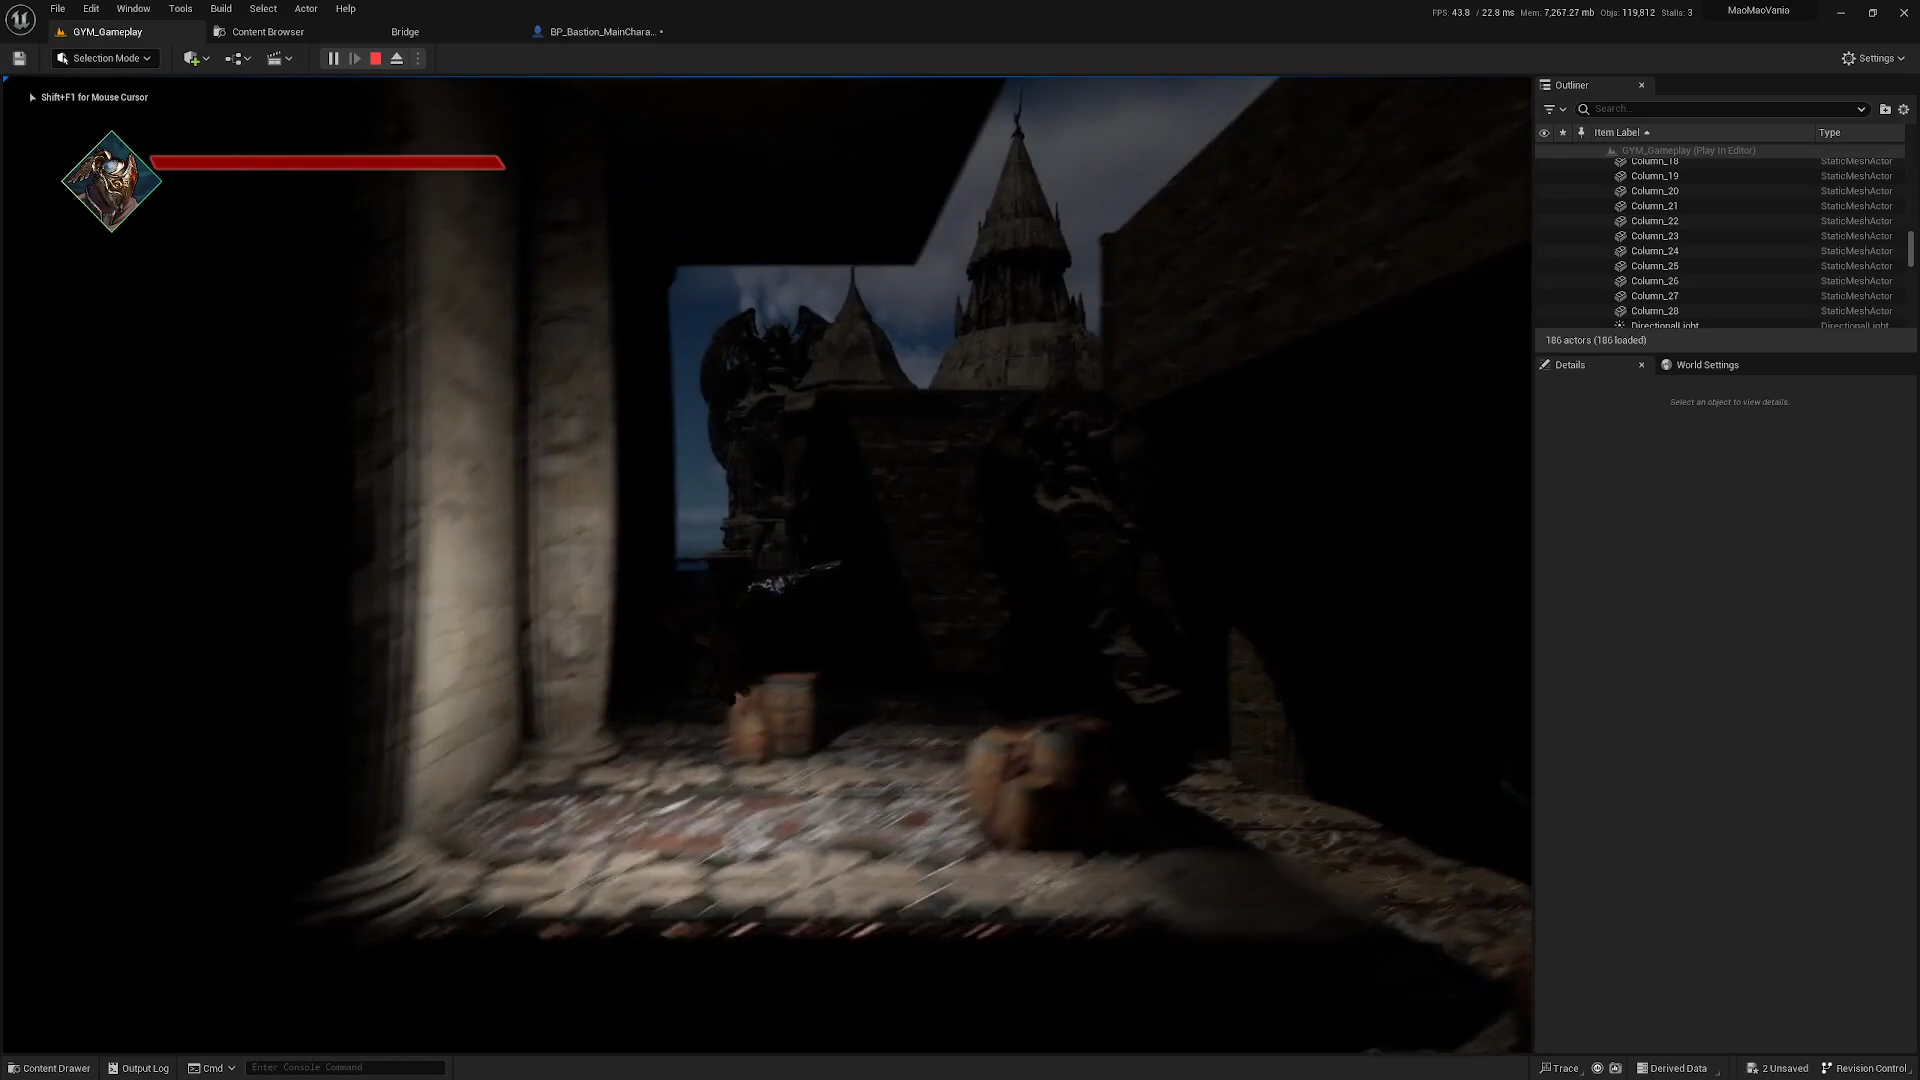 File Edit Window Tools Build Select Actor Help
FPS: 43.8 / 22.8 ms Mem: 7,267.27 mb Objs: 119,812 Stalls: 3
MaoMaoVania
GYM_Gameplay
Content Browser
Bridge
BP_Bastion_MainChara... •
Selection Mode
Settings
Shift+F1 for Mouse Cursor
Outliner
Search...
Item Label
Type
GYM_Gameplay (Play In Editor)
Column_18 StaticMeshActor
Column_19 StaticMeshActor
Column_20 StaticMeshActor
Column_21 StaticMeshActor
Column_22 StaticMeshActor
Column_23 StaticMeshActor
Column_24 StaticMeshActor
Column_25 StaticMeshActor
Column_26 StaticMeshActor
Column_27 StaticMeshActor
Column_28 StaticMeshActor
DirectionalLight DirectionalLight
186 actors (186 loaded)
Details
World Settings
Select an object to view details.
Content Drawer
Output Log
Cmd
Enter Console Command
Trace
Derived Data
2 Unsaved
Revision Control